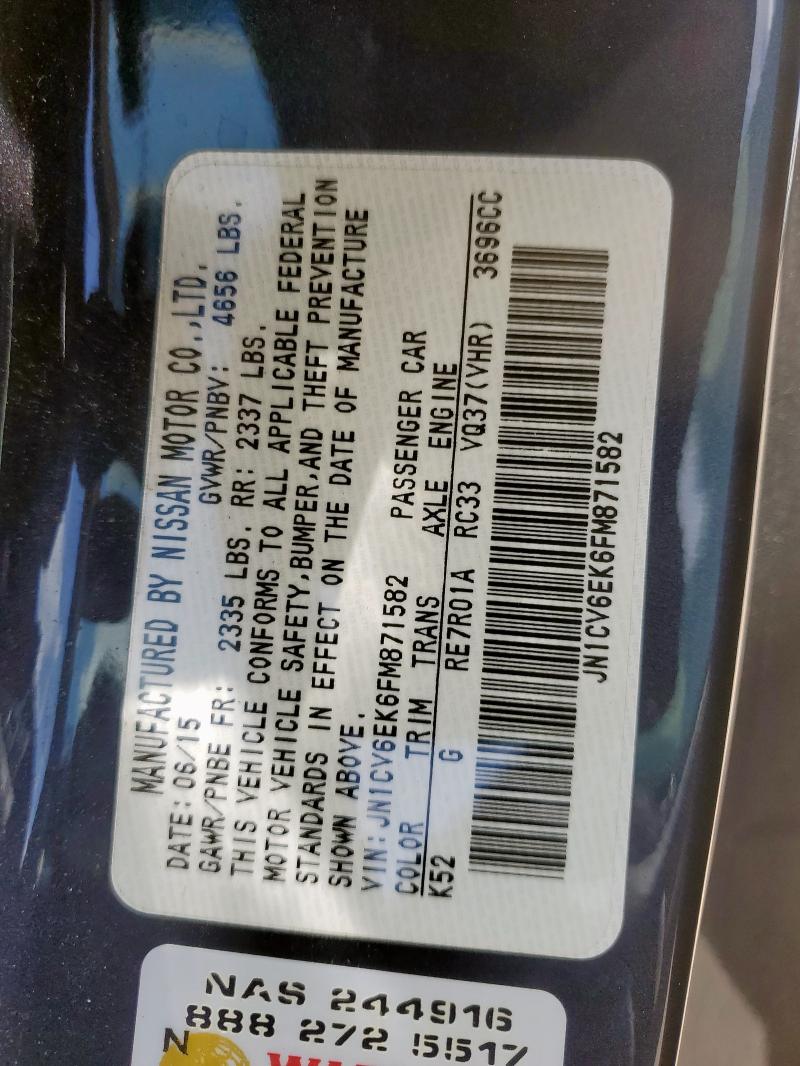 MANUFACTURED BY NISSAN MOTOR CO.,LTD.
DATE: 06/15 GVWR/PNBV: 4656 LBS.
GAWR/PNBE FR: 2335 LBS. RR: 2337 LBS.
THIS VEHICLE CONFORMS TO ALL APPLICABLE FEDERAL
MOTOR VEHICLE SAFETY,BUMPER,AND THEFT PREVENTION
STANDARDS IN EFFECT ON THE DATE OF MANUFACTURE
SHOWN ABOVE.
VIN:JN1CV6EK6FM871582 PASSENGER CAR
COLOR TRIM TRANS AXLE ENGINE
K52 G RE7R01A RC33 VQ37(VHR) 3696CC
JN1CV6EK6FM871582
NAS 244916
888 272 5517